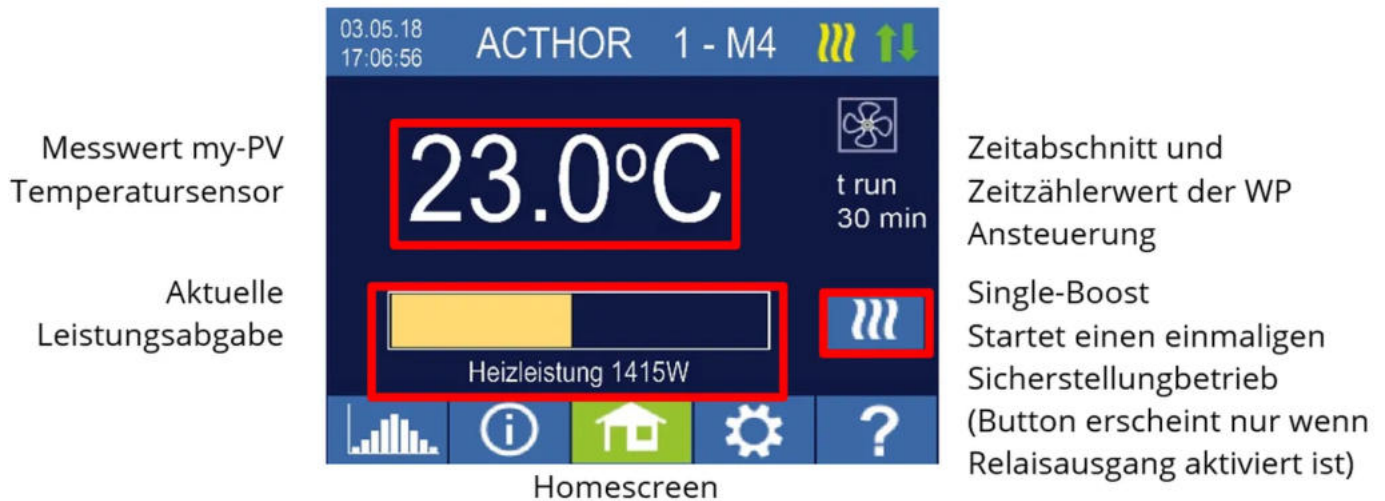 03.05.18
17:06:56
ACTHOR 1 - M4
Messwert my-PV
Temperatursensor
23.0°C
t run
30 min
Zeitabschnitt und
Zeitzählerwert der WP
Ansteuerung
Aktuelle
Leistungsabgabe
Heizleistung 1415W
Single-Boost
Startet einen einmaligen
Sicherstellungbetrieb
(Button erscheint nur wenn
Relaisausgang aktiviert ist)
i
?
Homescreen